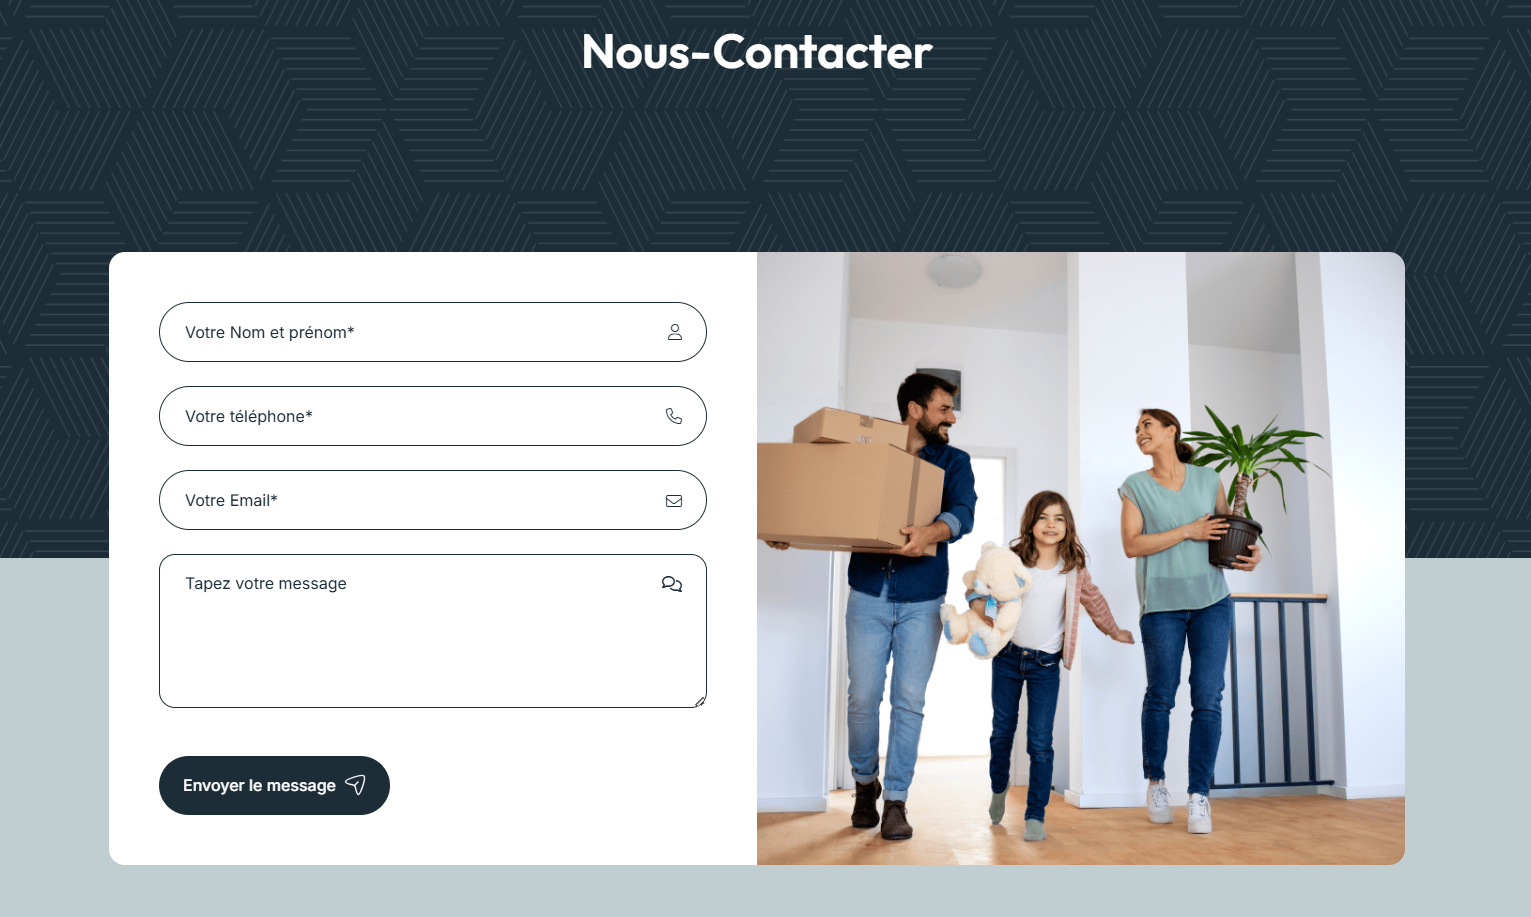 Nous-Contacter
Votre Nom et prénom*
Votre téléphone*
Votre Email*
Tapez votre message
Envoyer le message